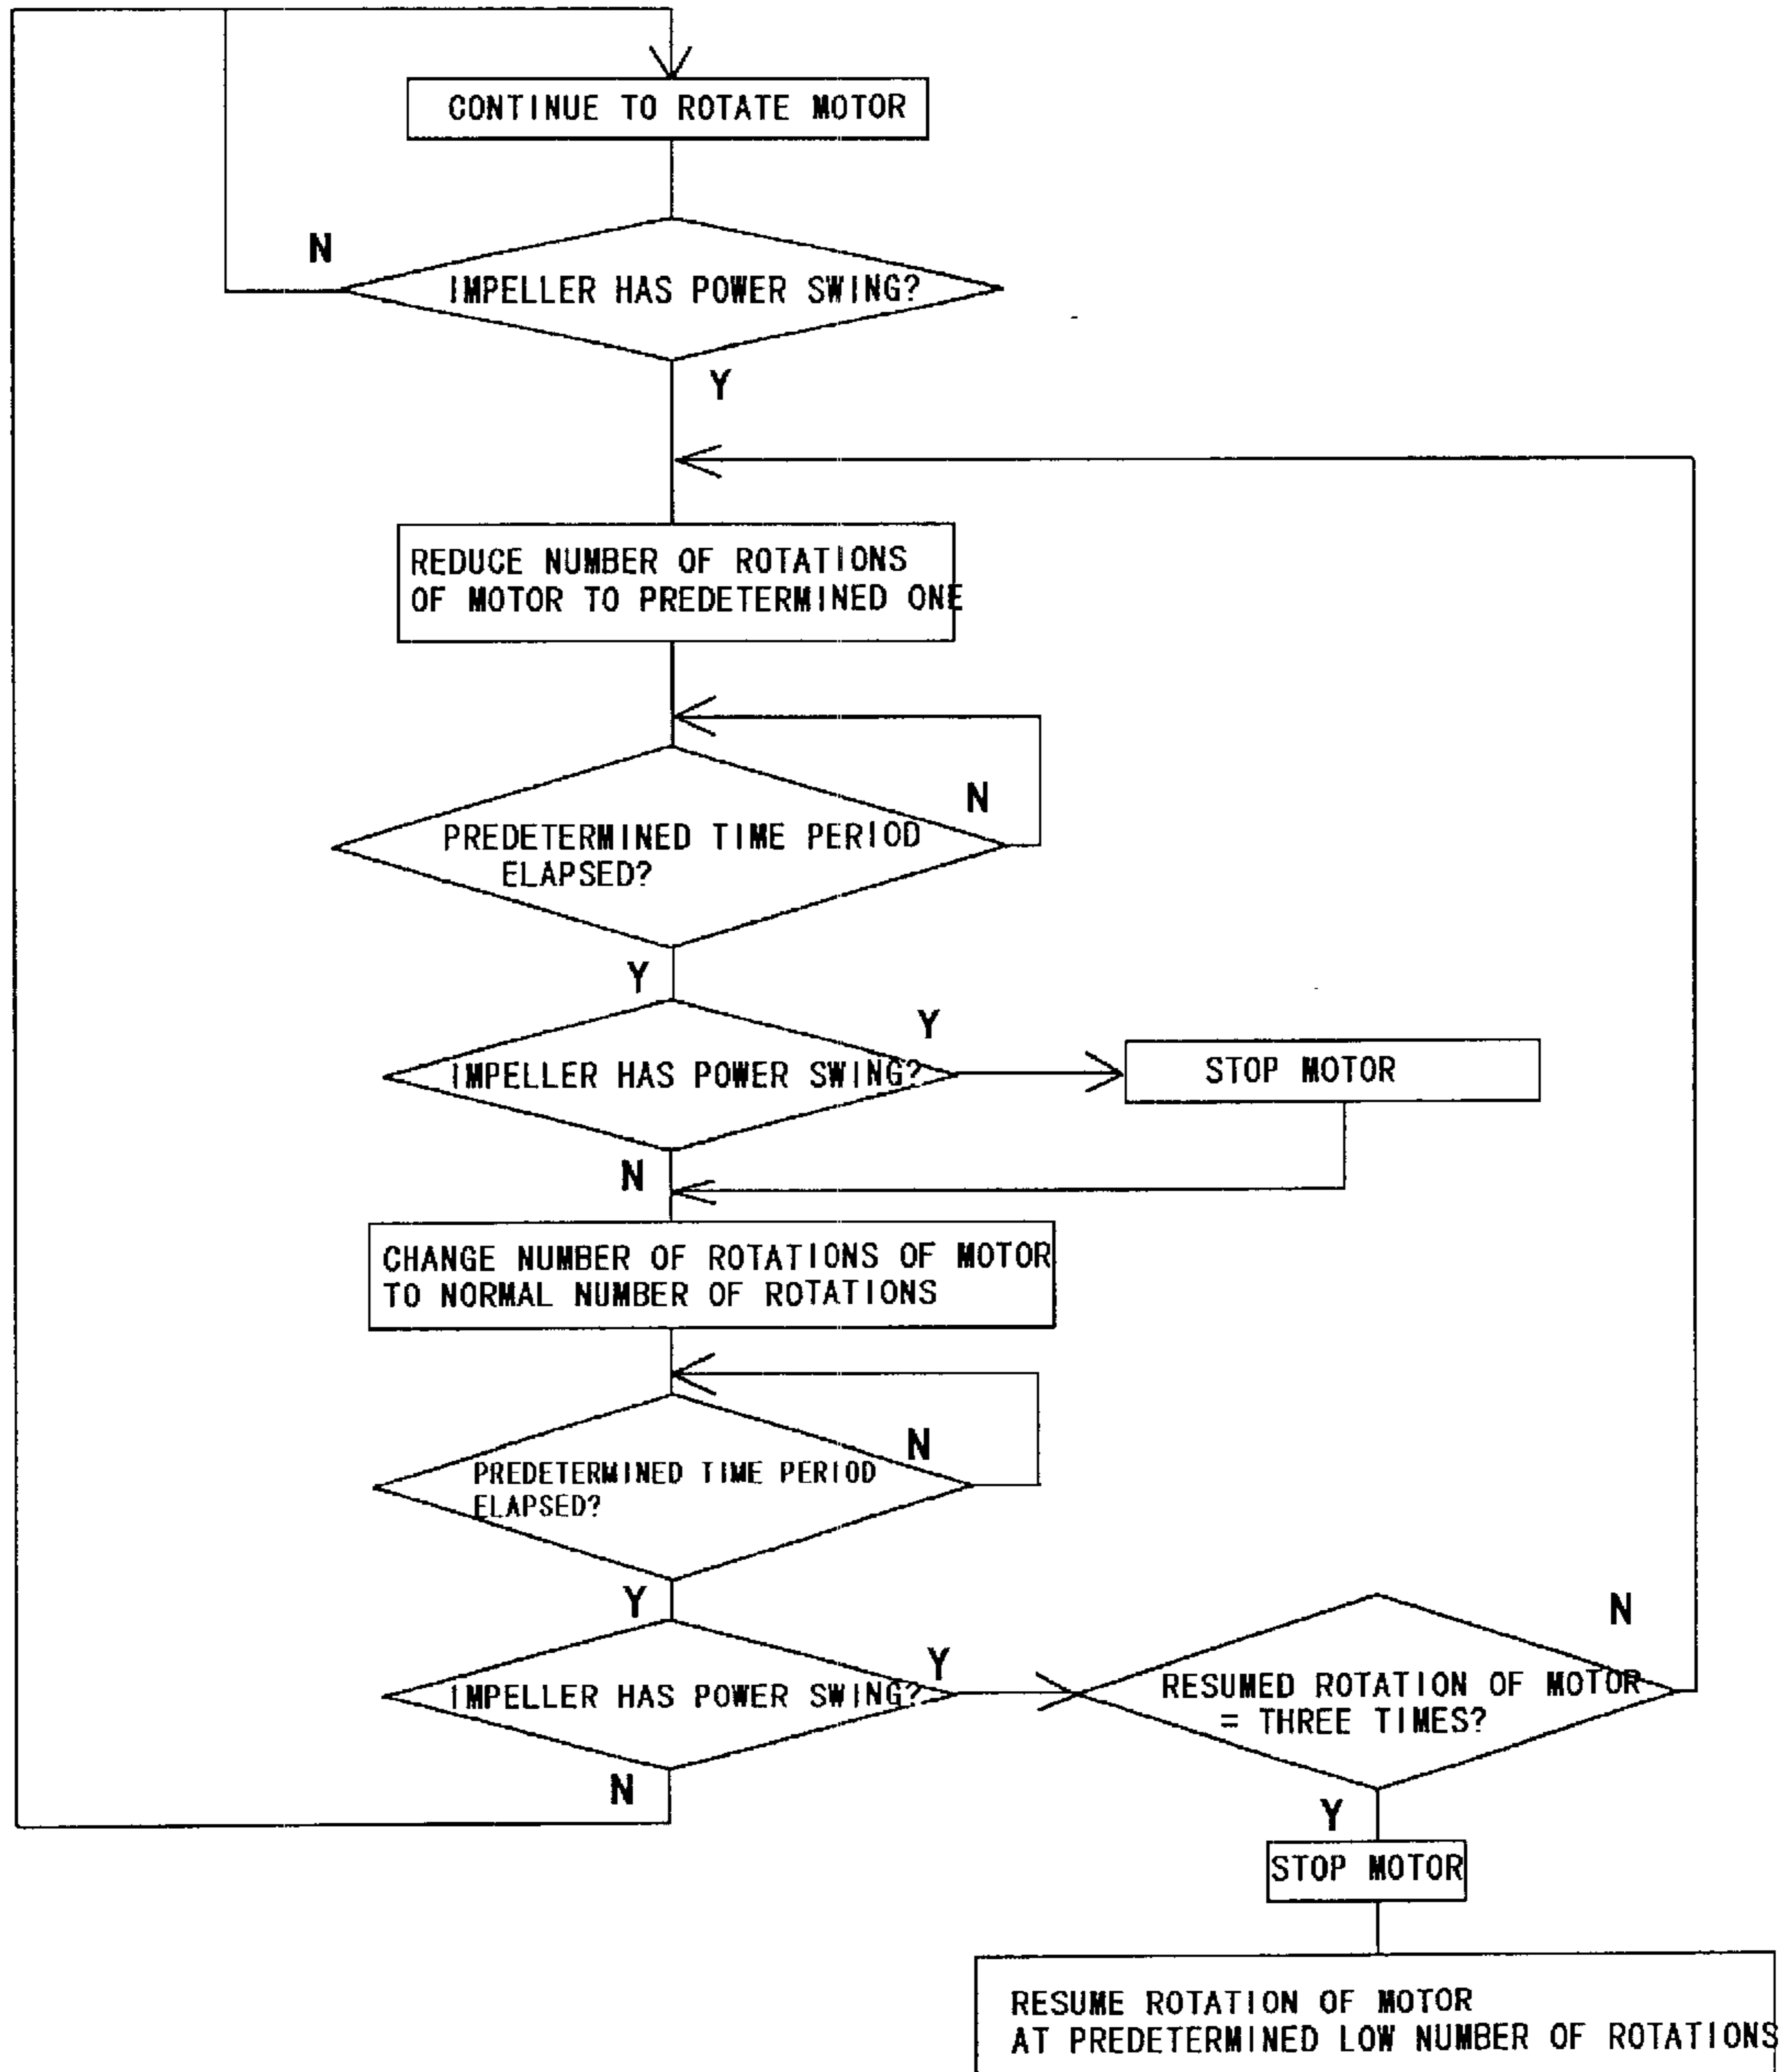 CONTINUE TO ROTATE MOTOR
N
IMPELLER HAS POWER SWING?
Y
REDUCE NUMBER OF ROTATIONS
OF MOTOR TO PREDETERMINED ONE
N
PREDETERMINED TIME PERIOD
ELAPSED?
Y
Y
IMPELLER HAS POWER SWING?
STOP MOTOR
N
CHANGE NUMBER OF ROTATIONS OF MOTOR
TO NORMAL NUMBER OF ROTATIONS
N
PREDETERMINED TIME PERIOD
ELAPSED?
Y
N
Y
IMPELLER HAS POWER SWING?
RESUMED ROTATION OF MOTOR
= THREE TIMES?
N
Y
STOP MOTOR
RESUME ROTATION OF MOTOR
AT PREDETERMINED LOW NUMBER OF ROTATIONS